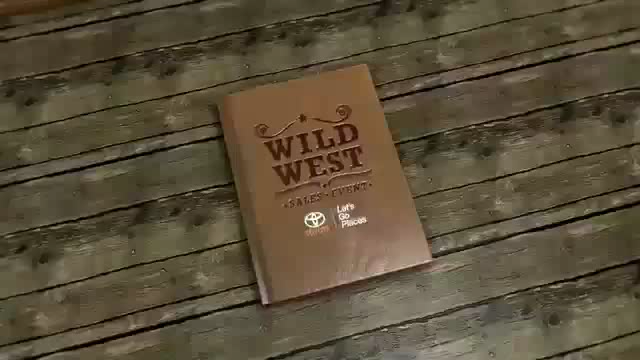 WILD
WEST
SALES • EVENT
TOYOTA
Let's
Go
Places